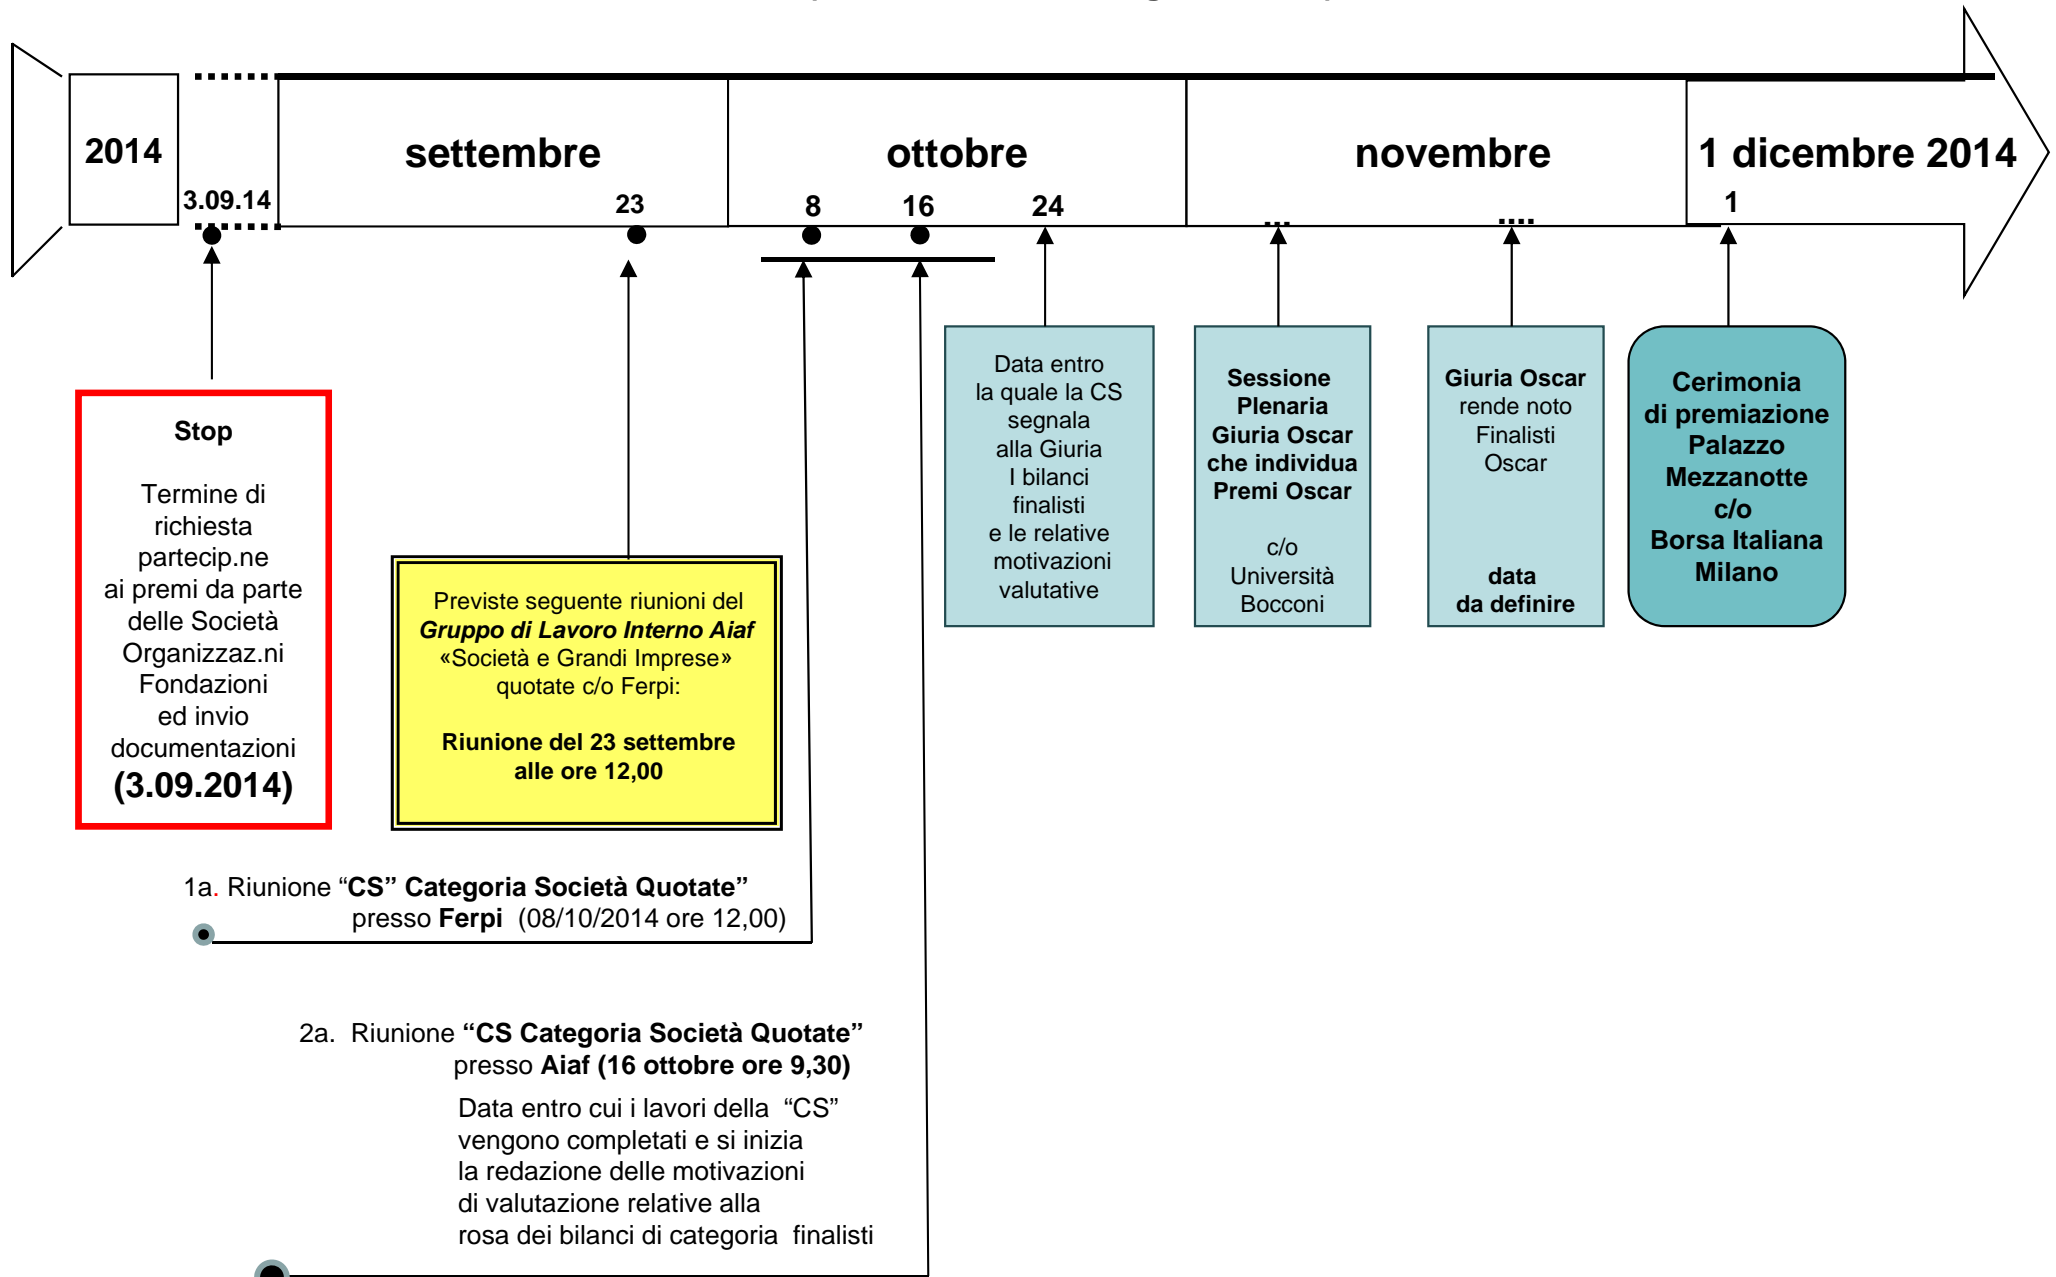 2014
3.09.14
settembre
23
ottobre
8
16
24
novembre
...
....
1 dicembre 2014
1
Stop
Termine di
richiesta
partecip.ne
ai premi da parte
delle Società
Organizzaz.ni
Fondazioni
ed invio
documentazioni
(3.09.2014)
Previste seguente riunioni del
Gruppo di Lavoro Interno Aiaf
«Società e Grandi Imprese»
quotate c/o Ferpi:
Riunione del 23 settembre
alle ore 12,00
Data entro
la quale la CS
segnala
alla Giuria
I bilanci
finalisti
e le relative
motivazioni
valutative
Sessione
Plenaria
Giuria Oscar
che individua
Premi Oscar
c/o
Università
Bocconi
Giuria Oscar
rende noto
Finalisti
Oscar
data
da definire
Cerimonia
di premiazione
Palazzo
Mezzanotte
c/o
Borsa Italiana
Milano
1a. Riunione “CS” Categoria Società Quotate”
presso Ferpi (08/10/2014 ore 12,00)
2a. Riunione “CS Categoria Società Quotate”
presso Aiaf (16 ottobre ore 9,30)
Data entro cui i lavori della “CS”
vengono completati e si inizia
la redazione delle motivazioni
di valutazione relative alla
rosa dei bilanci di categoria finalisti